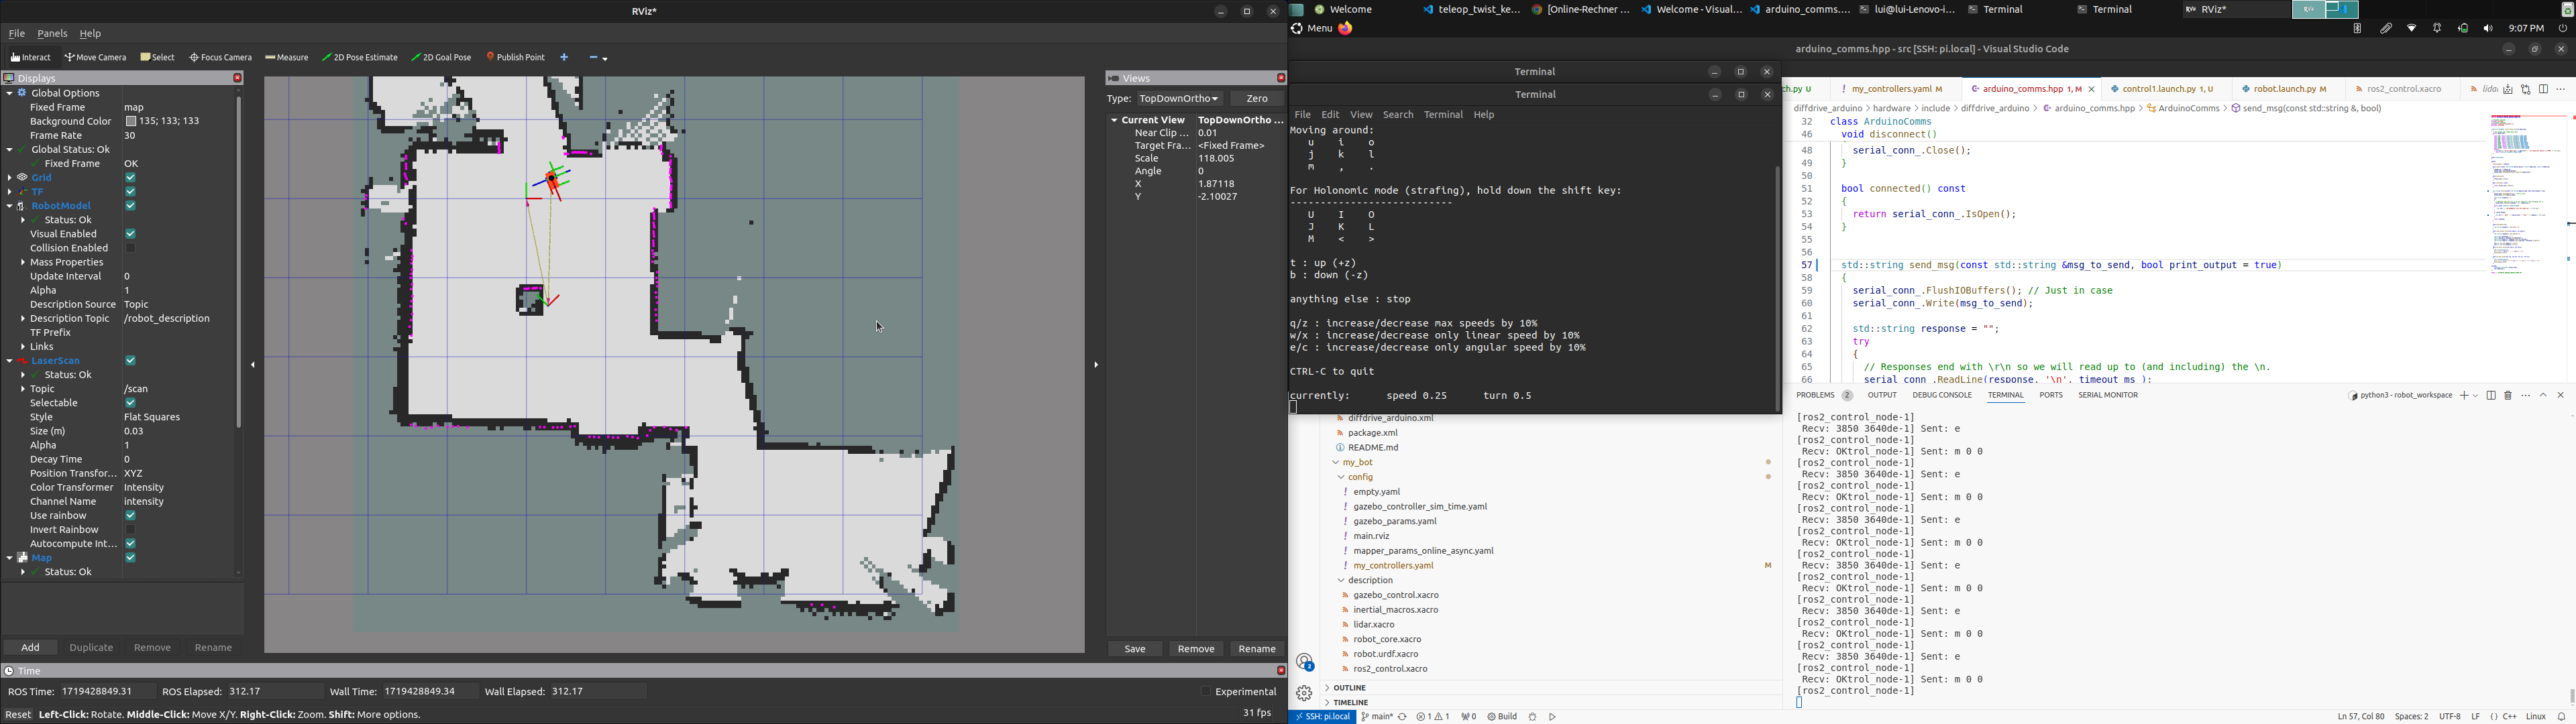 RViz*
File Panels Help
Interact Move Camera Select Focus Camera Measure 2D Pose Estimate 2D Goal Pose Publish Point
Displays
Global Options
Fixed Frame map
Background Color 135; 133; 133
Frame Rate 30
Global Status: Ok
Fixed Frame OK
Grid
TF
RobotModel
Status: Ok
Visual Enabled
Collision Enabled
Mass Properties
Update Interval 0
Alpha 1
Description Source Topic
Description Topic /robot_description
TF Prefix
Links
LaserScan
Status: Ok
Topic /scan
Selectable
Style Flat Squares
Size (m) 0.03
Alpha 1
Decay Time 0
Position Transfor... XYZ
Color Transformer Intensity
Channel Name intensity
Use rainbow
Invert Rainbow
Autocompute Int...
Map
Status: Ok
Add Duplicate Remove Rename
Views
Type: TopDownOrtho Zero
Current View TopDownOrtho ...
Near Clip ... 0.01
Target Fra... <Fixed Frame>
Scale 118.005
Angle 0
X 1.87118
Y -2.10027
Save Remove Rename
Time
ROS Time: 1719428849.31 ROS Elapsed: 312.17 Wall Time: 1719428849.34 Wall Elapsed: 312.17 Experimental
Reset Left-Click: Rotate. Middle-Click: Move X/Y. Right-Click: Zoom. Shift: More options. 31 fps
Welcome teleop_twist_ke... [Online-Rechner ... Welcome - Visual... arduino_comms.... lui@lui-Lenovo-i... Terminal Terminal RViz*
Menu 9:07 PM
arduino_comms.hpp - src [SSH: pi.local] - Visual Studio Code
Terminal
Terminal
File Edit View Search Terminal Help
Moving around:
u i o
j k l
m , .
For Holonomic mode (strafing), hold down the shift key:
---------------------------
U I O
J K L
M < >
t : up (+z)
b : down (-z)
anything else : stop
q/z : increase/decrease max speeds by 10%
w/x : increase/decrease only linear speed by 10%
e/c : increase/decrease only angular speed by 10%
CTRL-C to quit
currently: speed 0.25 turn 0.5
ch.py U my_controllers.yaml M arduino_comms.hpp 1, M control1.launch.py 1, U robot.launch.py M ros2_control.xacro
diffdrive_arduino > hardware > include > diffdrive_arduino > arduino_comms.hpp > ArduinoComms > send_msg(const std::string &, bool)
32 class ArduinoComms
46 void disconnect()
48 serial_conn_.Close();
49 }
50
51 bool connected() const
52 {
53 return serial_conn_.IsOpen();
54 }
55
56
57 std::string send_msg(const std::string &msg_to_send, bool print_output = true)
58 {
59 serial_conn_.FlushIOBuffers(); // Just in case
60 serial_conn_.Write(msg_to_send);
61
62 std::string response = "";
63 try
64 {
65 // Responses end with \r\n so we will read up to (and including) the \n.
66 serial_conn_.ReadLine(response, '\n', timeout_ms_);
diffdrive_arduino.xml
package.xml
README.md
my_bot
config
empty.yaml
gazebo_controller_sim_time.yaml
gazebo_params.yaml
main.rviz
mapper_params_online_async.yaml
my_controllers.yaml M
description
gazebo_control.xacro
inertial_macros.xacro
lidar.xacro
robot_core.xacro
robot.urdf.xacro
ros2_control.xacro
OUTLINE
TIMELINE
PROBLEMS 2 OUTPUT DEBUG CONSOLE TERMINAL PORTS SERIAL MONITOR python3 - robot_workspace
[ros2_control_node-1]
Recv: 3850 3640de-1] Sent: e
[ros2_control_node-1]
Recv: OKtrol_node-1] Sent: m 0 0
[ros2_control_node-1]
Recv: 3850 3640de-1] Sent: e
[ros2_control_node-1]
Recv: OKtrol_node-1] Sent: m 0 0
[ros2_control_node-1]
Recv: 3850 3640de-1] Sent: e
[ros2_control_node-1]
Recv: OKtrol_node-1] Sent: m 0 0
[ros2_control_node-1]
Recv: 3850 3640de-1] Sent: e
[ros2_control_node-1]
Recv: OKtrol_node-1] Sent: m 0 0
[ros2_control_node-1]
Recv: 3850 3640de-1] Sent: e
[ros2_control_node-1]
Recv: OKtrol_node-1] Sent: m 0 0
[ros2_control_node-1]
Recv: 3850 3640de-1] Sent: e
[ros2_control_node-1]
Recv: OKtrol_node-1] Sent: m 0 0
[ros2_control_node-1]
SSH: pi.local main* 1 1 0 Build Ln 57, Col 80 Spaces: 2 UTF-8 LF {} C++ Linux